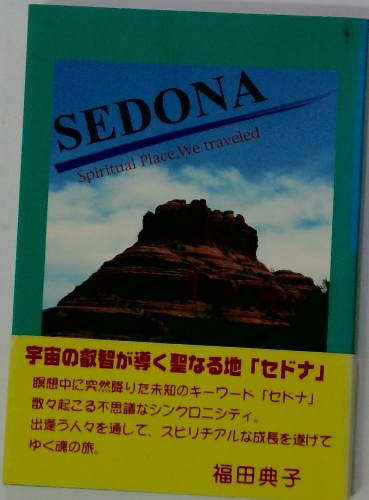 SEDONA
Spiritual Place,We traveled
宇宙の叡智が導く聖なる地「セドナ」
瞑想中に突然降りた未知のキーワード「セドナ」
散々起こる不思議なシンクロニシティ。
出逢う人々を通して、スピリチアルな成長を遂げて
ゆく魂の旅。
福田典子